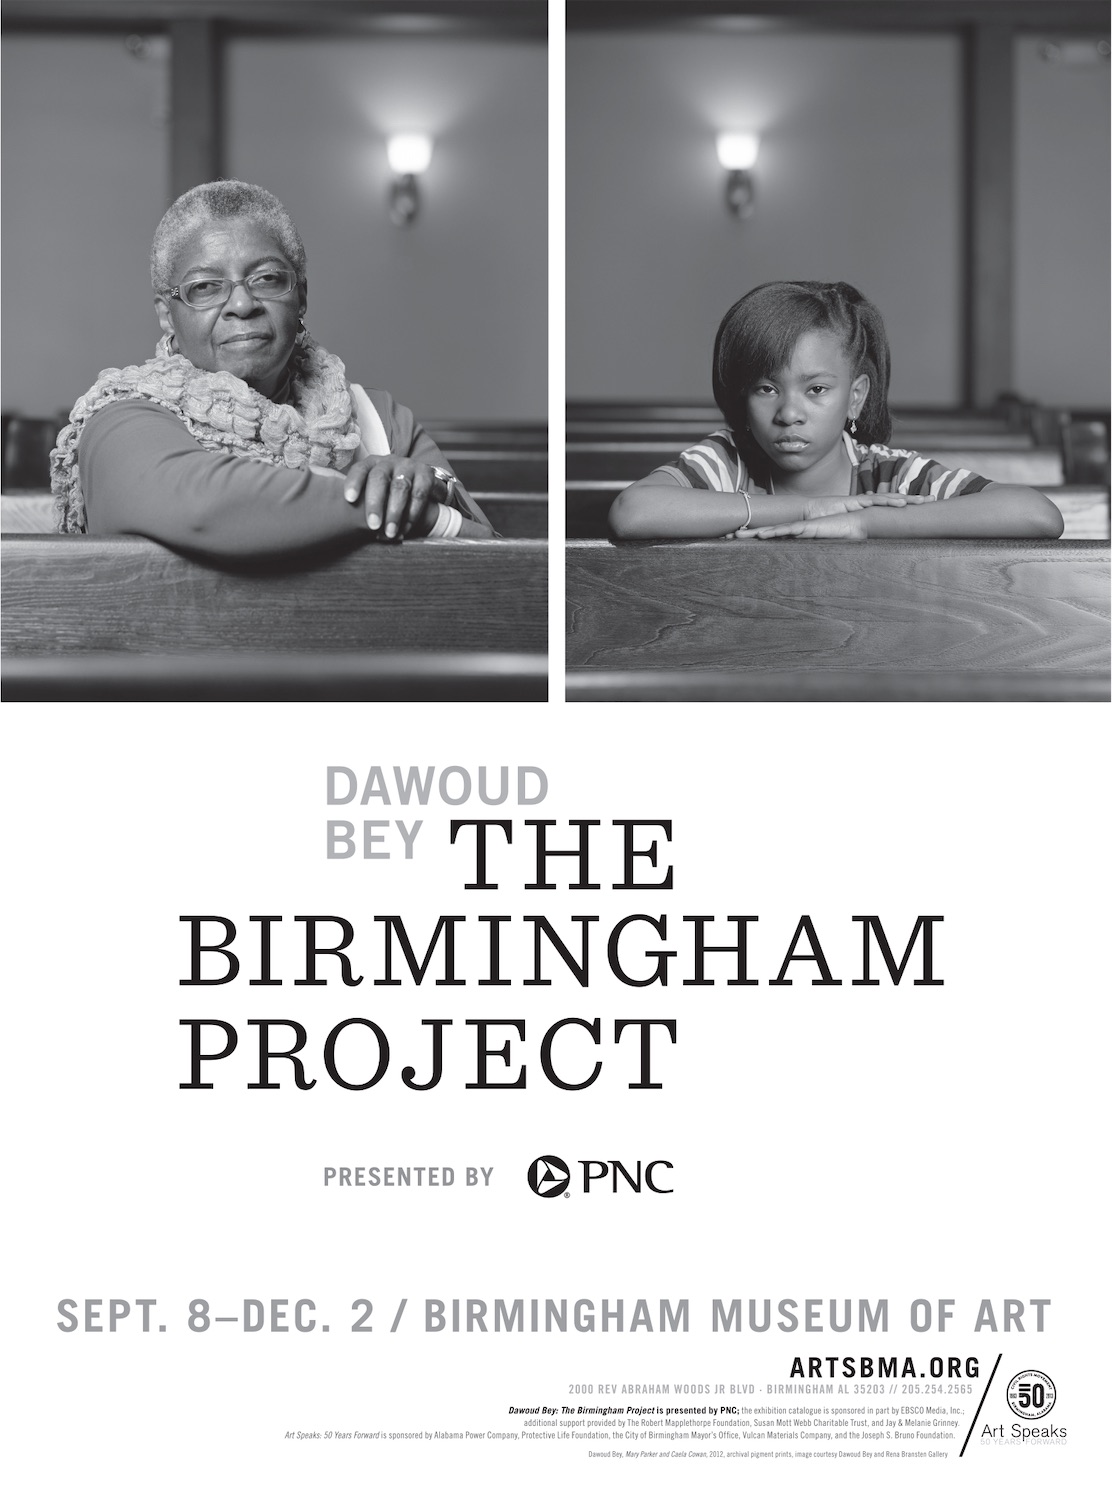 DAWOUD
BEY THE
BIRMINGHAM
PROJECT
PRESENTED BY PNC
SEPT. 8–DEC. 2 / BIRMINGHAM MUSEUM OF ART
ARTSBMA.ORG
2000 REV ABRAHAM WOODS JR BLVD · BIRMINGHAM AL 35203 // 205.254.2565
Dawoud Bey: The Birmingham Project is presented by PNC; the exhibition catalogue is sponsored in part by EBSCO Media, Inc.;
additional support provided by The Robert Mapplethorpe Foundation, Susan Mott Webb Charitable Trust, and Jay & Melanie Grinney.
Art Speaks: 50 Years Forward is sponsored by Alabama Power Company, Protective Life Foundation, the City of Birmingham Mayor's Office, Vulcan Materials Company, and the Joseph S. Bruno Foundation.
Dawoud Bey, Mary Parker and Caela Cowan, 2012, archival pigment prints, image courtesy Dawoud Bey and Rena Bransten Gallery
CIVIL RIGHTS MOVEMENT
50
BIRMINGHAM, ALABAMA
Art Speaks
50 YEARS FORWARD